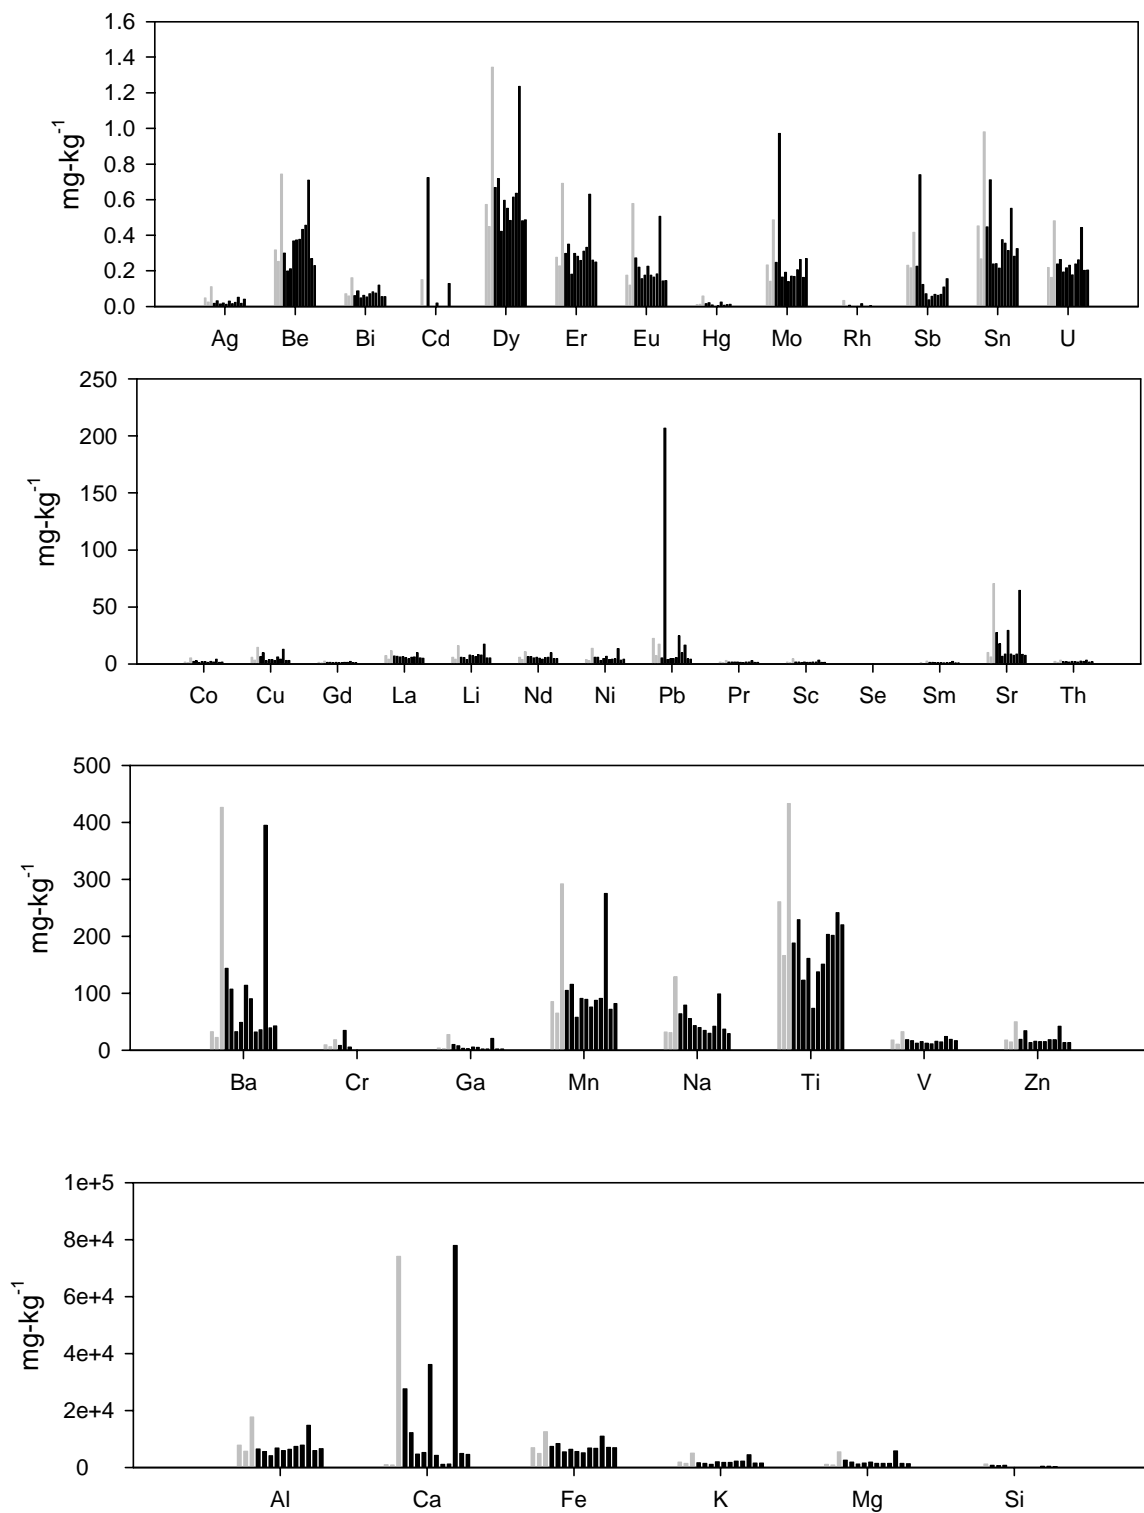 mg-kg-1
1.6
1.4
1.2
1.0
0.8
0.6
0.4
0.2
0.0
Ag Be Bi Cd Dy Er Eu Hg Mo Rh Sb Sn U
mg-kg-1
250
200
150
100
50
0
Co Cu Gd La Li Nd Ni Pb Pr Sc Se Sm Sr Th
mg-kg-1
500
400
300
200
100
0
Ba Cr Ga Mn Na Ti V Zn
mg-kg-1
1e+5
8e+4
6e+4
4e+4
2e+4
0
Al Ca Fe K Mg Si